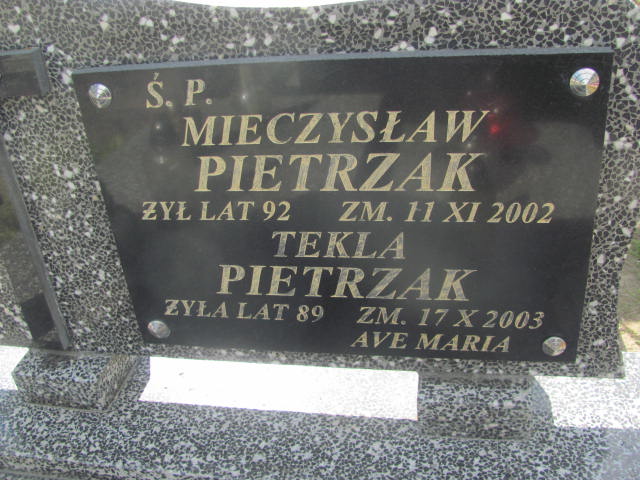 Ś. P.
MIECZYSŁAW
PIETRZAK
ŻYŁ LAT 92 ZM. 11 XI 2002
TEKLA
PIETRZAK
ŻYŁA LAT 89 ZM. 17 X 2003
AVE MARIA